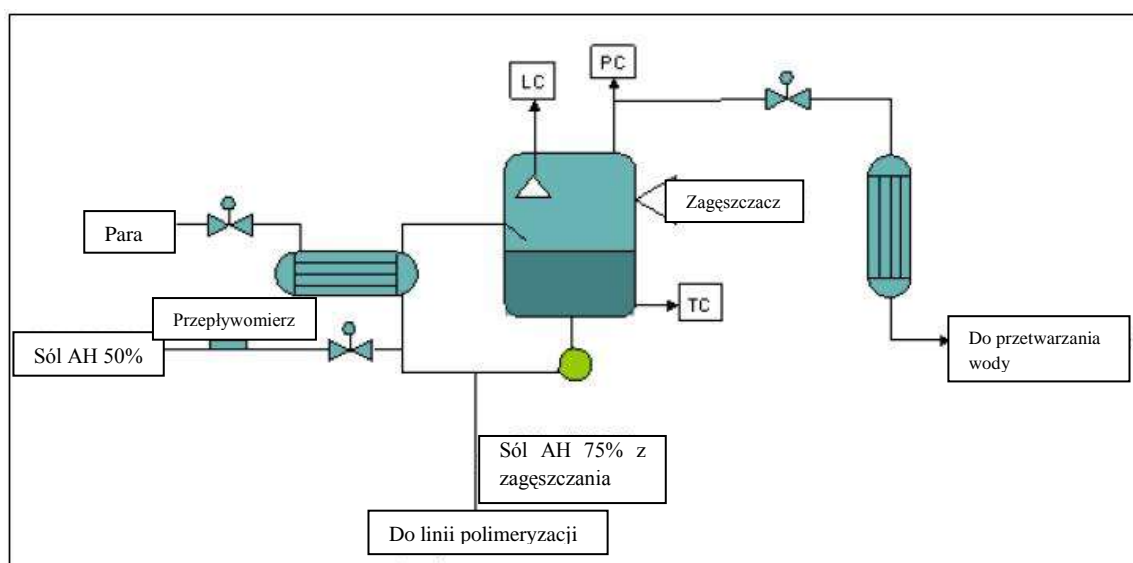 PC
LC
Zagęszczacz
Para
Przepływomierz
TC
Sól AH 50%
Do przetwarzania
wody
Sól AH 75% z
zagęszczania
Do linii polimeryzacji